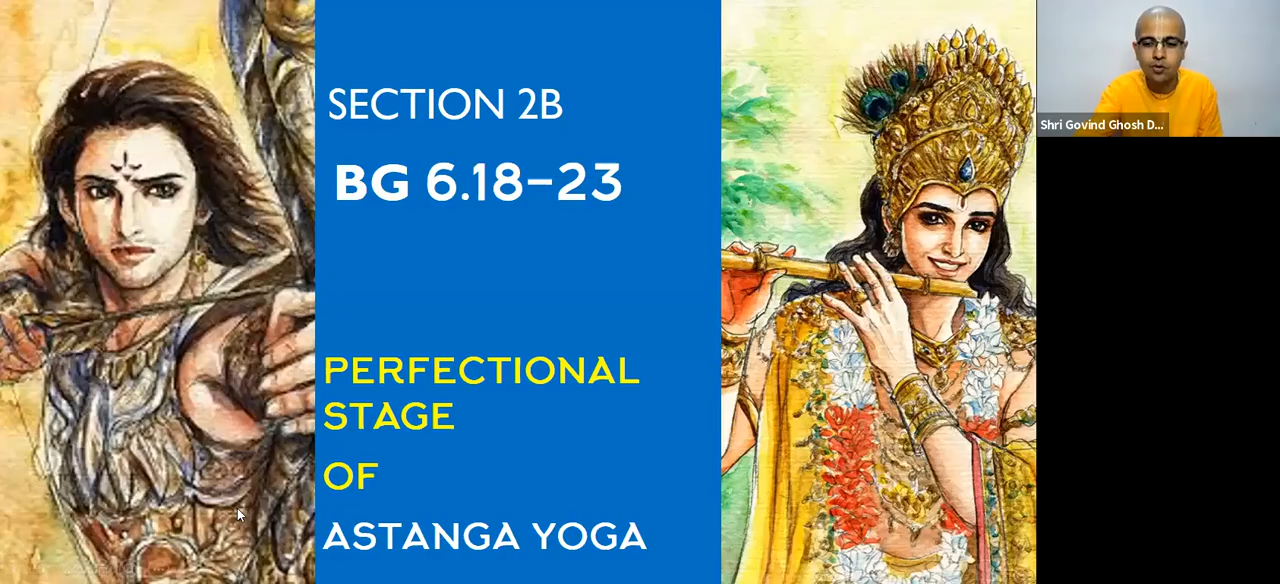 SECTION 2B
BG 6.18–23
PERFECTIONAL
STAGE
OF
ASTANGA YOGA
Shri Govind Ghosh D...